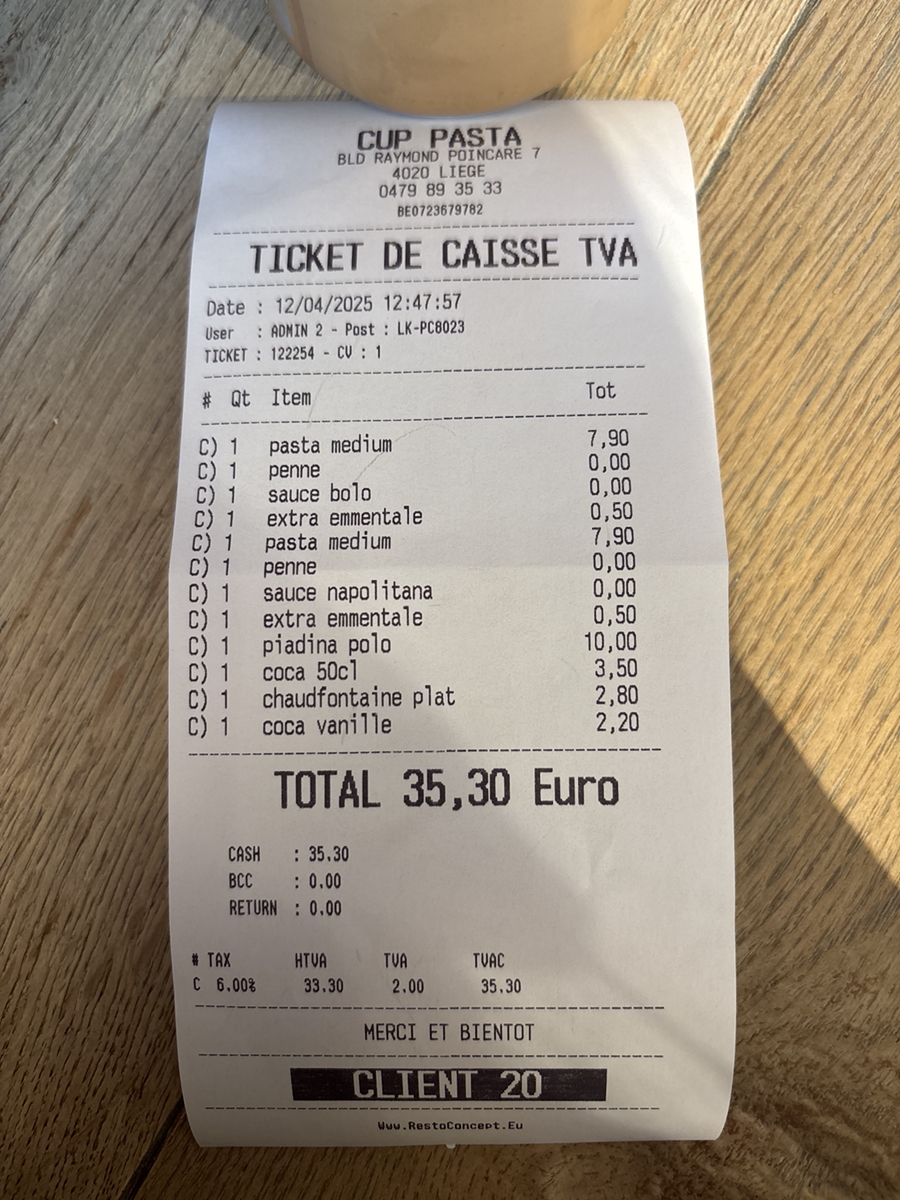 CUP PASTA
BLD RAYMOND POINCARE 7
4020 LIEGE
0479 89 35 33
BE0723679782
TICKET DE CAISSE TVA
Date : 12/04/2025 12:47:57
User : ADMIN 2 - Post : LK-PC8023
TICKET : 122254 - CV : 1
# Qt Item Tot
C) 1 pasta medium 7,90
C) 1 penne 0,00
C) 1 sauce bolo 0,00
C) 1 extra emmentale 0,50
C) 1 pasta medium 7,90
C) 1 penne 0,00
C) 1 sauce napolitana 0,00
C) 1 extra emmentale 0,50
C) 1 piadina polo 10,00
C) 1 coca 50cl 3,50
C) 1 chaudfontaine plat 2,80
C) 1 coca vanille 2,20
TOTAL 35,30 Euro
CASH : 35.30
BCC : 0.00
RETURN : 0.00
# TAX HTVA TVA TVAC
C 6.00% 33.30 2.00 35.30
MERCI ET BIENTOT
CLIENT 20
Www.RestoConcept.Eu